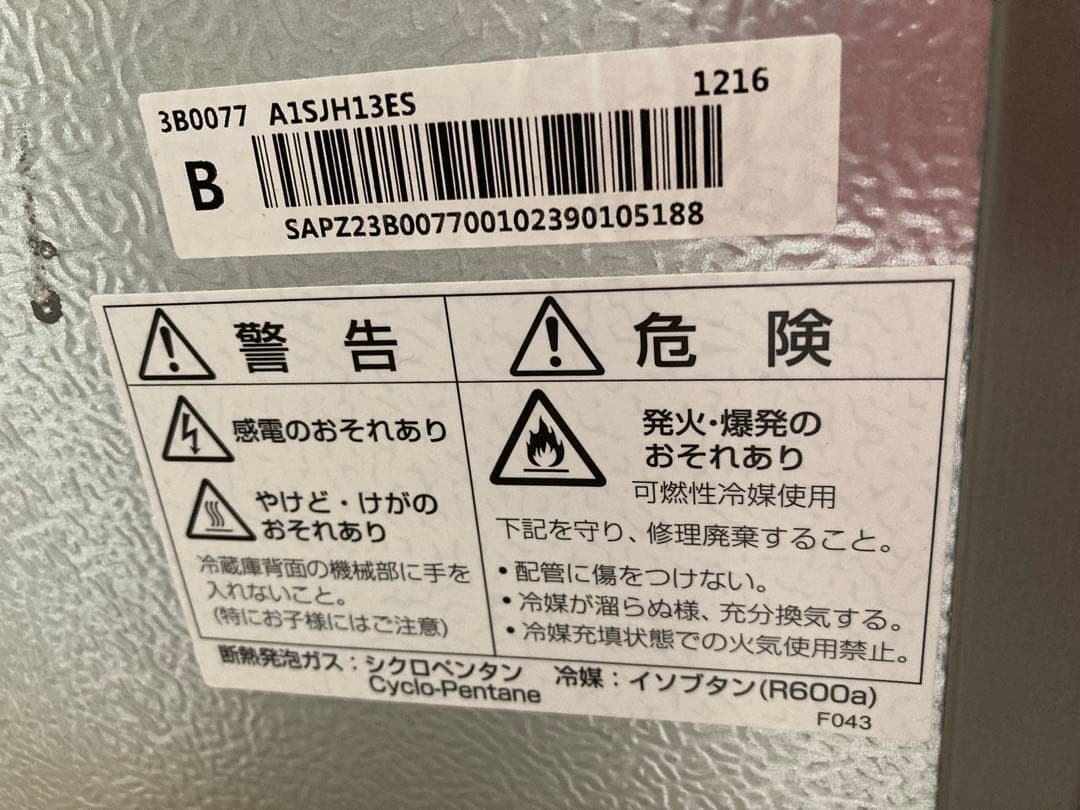 3B0077 A1SJH13ES 1216
B
SAPZ23B007700102390105188
警告
感電のおそれあり
やけど・けがの
おそれあり
冷蔵庫背面の機械部に手を
入れないこと。
(特にお子様にはご注意)
危険
発火・爆発の
おそれあり
可燃性冷媒使用
下記を守り、修理廃棄すること。
・配管に傷をつけない。
・冷媒が溜らぬ様、充分換気する。
・冷媒充填状態での火気使用禁止。
断熱発泡ガス：シクロペンタン 冷媒：イソブタン(R600a)
Cyclo-Pentane
F043